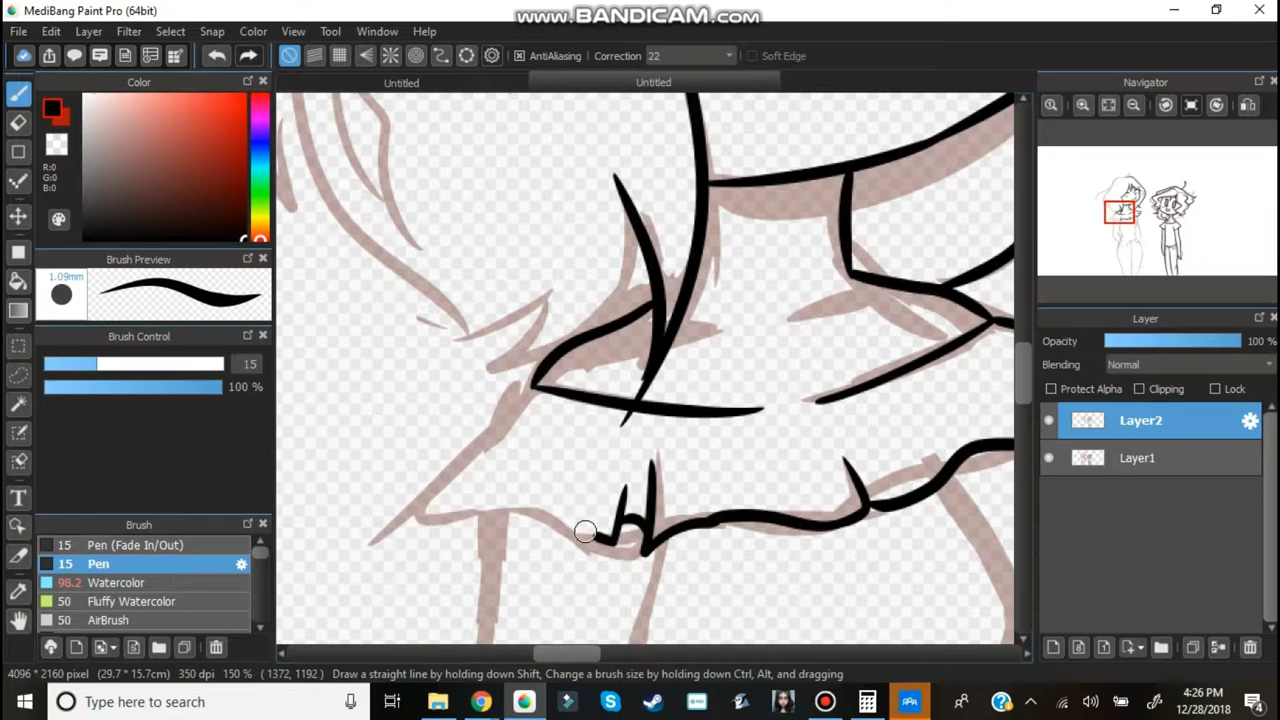 MediBang Paint Pro (64bit)
www.BANDICAM.com
File Edit Layer Filter Select Snap Color View Tool Window Help
AntiAliasing Correction 22 Soft Edge
Color
Untitled
Untitled
Navigator
R:0
G:0
B:0
Brush Preview
1.09mm
Brush Control
15
100 %
Layer
Opacity 100 %
Blending Normal
Protect Alpha Clipping Lock
Layer2
Layer1
Brush
15 Pen (Fade In/Out)
15 Pen
98.2 Watercolor
50 Fluffy Watercolor
50 AirBrush
4096 * 2160 pixel (29.7 * 15.7cm) 350 dpi 150 % ( 1372, 1192 ) Draw a straight line by holding down Shift, Change a brush size by holding down Ctrl, Alt, and dragging
Type here to search
4:26 PM
12/28/2018
4